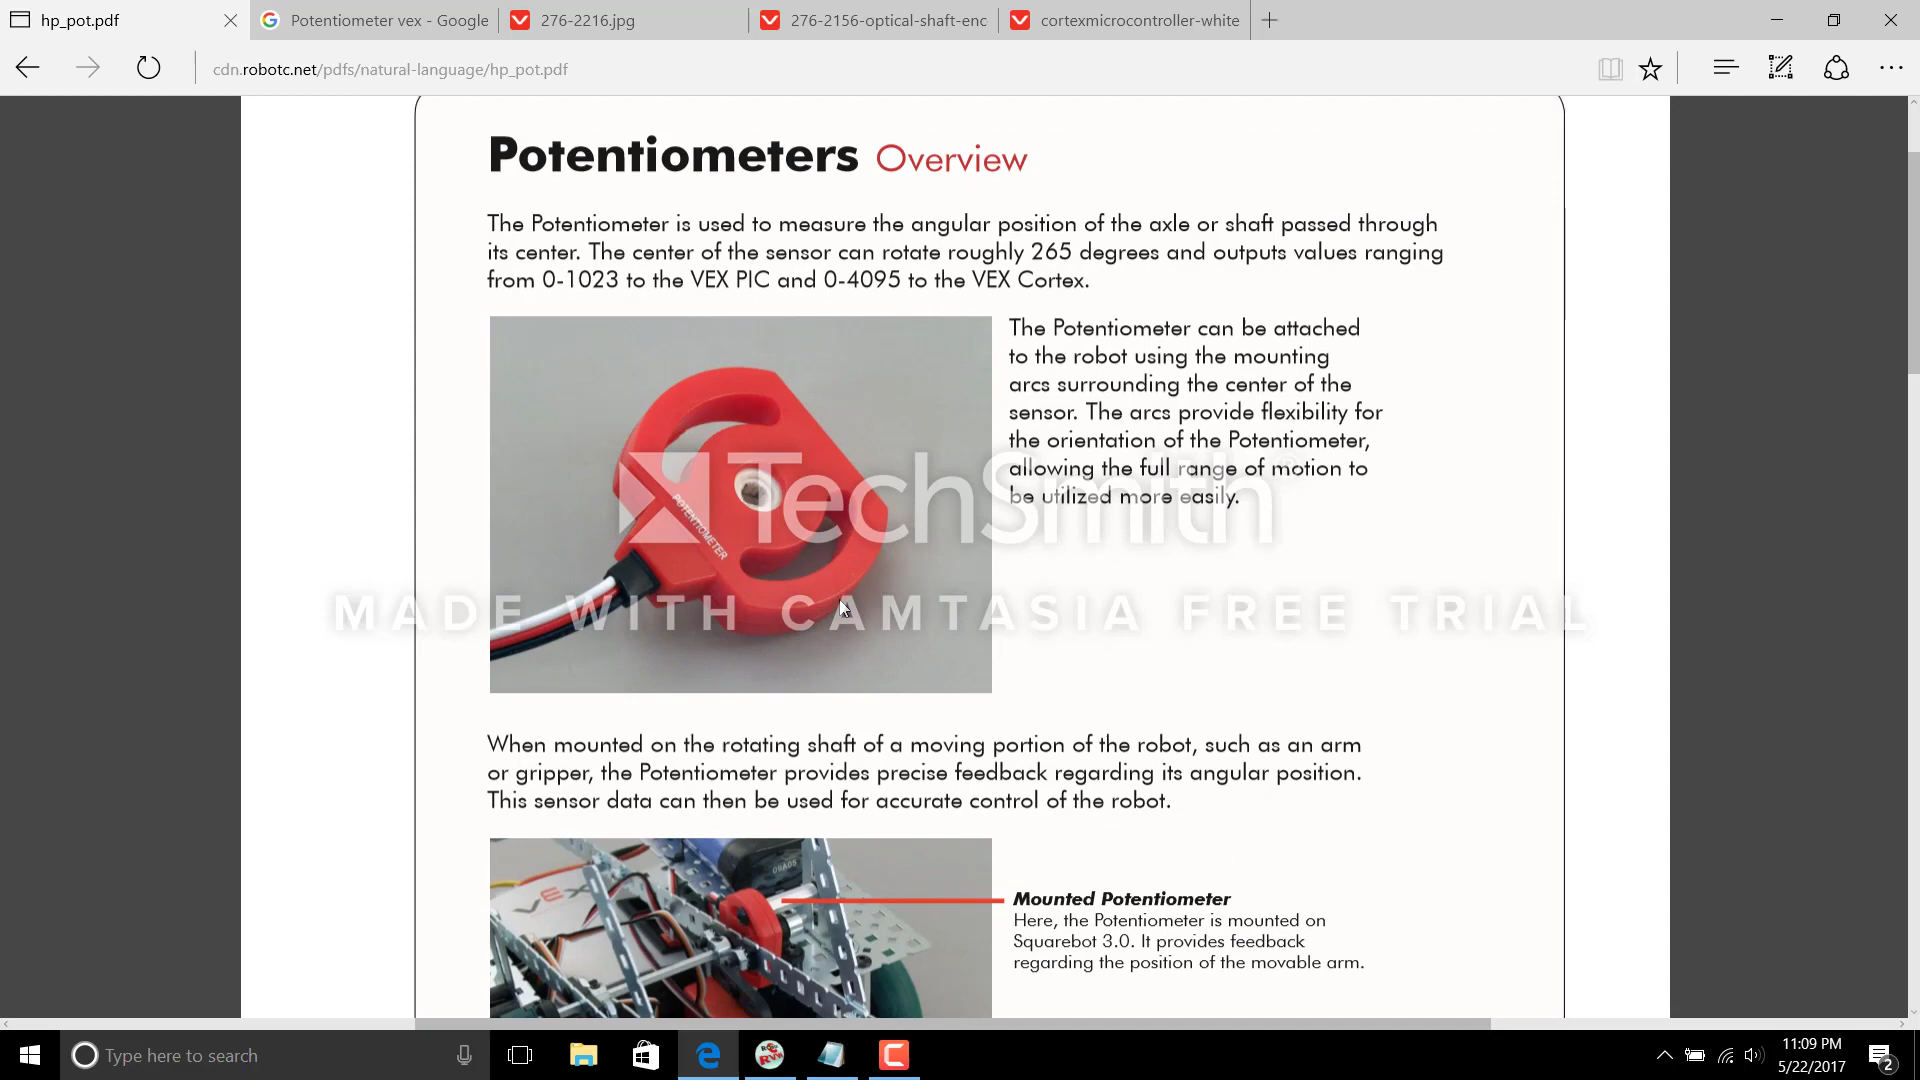 hp_pot.pdf
Potentiometer vex - Google
276-2216.jpg
276-2156-optical-shaft-enc
cortexmicrocontroller-white
cdn.robotc.net/pdfs/natural-language/hp_pot.pdf
Potentiometers Overview
The Potentiometer is used to measure the angular position of the axle or shaft passed through
its center. The center of the sensor can rotate roughly 265 degrees and outputs values ranging
from 0-1023 to the VEX PIC and 0-4095 to the VEX Cortex.
POTENTIOMETER
The Potentiometer can be attached
to the robot using the mounting
arcs surrounding the center of the
sensor. The arcs provide flexibility for
the orientation of the Potentiometer,
allowing the full range of motion to
be utilized more easily.
TechSmith
MADE WITH CAMTASIA FREE TRIAL
When mounted on the rotating shaft of a moving portion of the robot, such as an arm
or gripper, the Potentiometer provides precise feedback regarding its angular position.
This sensor data can then be used for accurate control of the robot.
VEX
09A05
Mounted Potentiometer
Here, the Potentiometer is mounted on
Squarebot 3.0. It provides feedback
regarding the position of the movable arm.
Type here to search
11:09 PM
5/22/2017
2